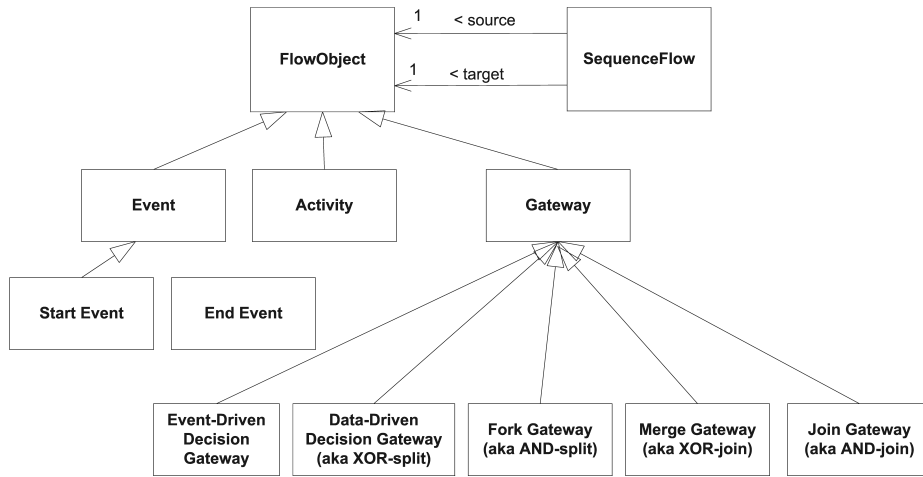 1
< source
FlowObject
SequenceFlow
1
< target
Event
Activity
Gateway
Start Event
End Event
Event-Driven
Decision
Gateway
Data-Driven
Decision Gateway
(aka XOR-split)
Fork Gateway
(aka AND-split)
Merge Gateway
(aka XOR-join)
Join Gateway
(aka AND-join)